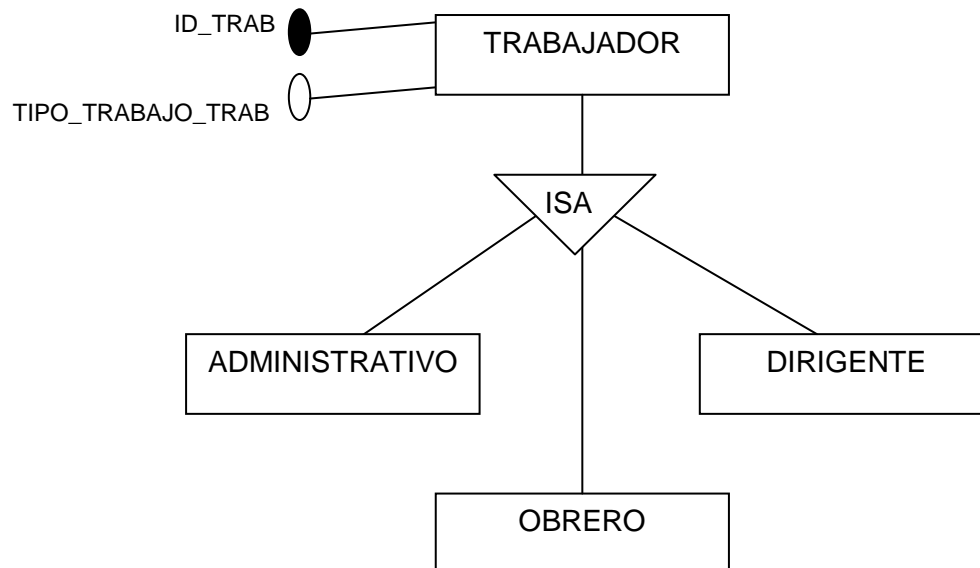 ID_TRAB
TRABAJADOR
TIPO_TRABAJO_TRAB
ISA
ADMINISTRATIVO
DIRIGENTE
OBRERO